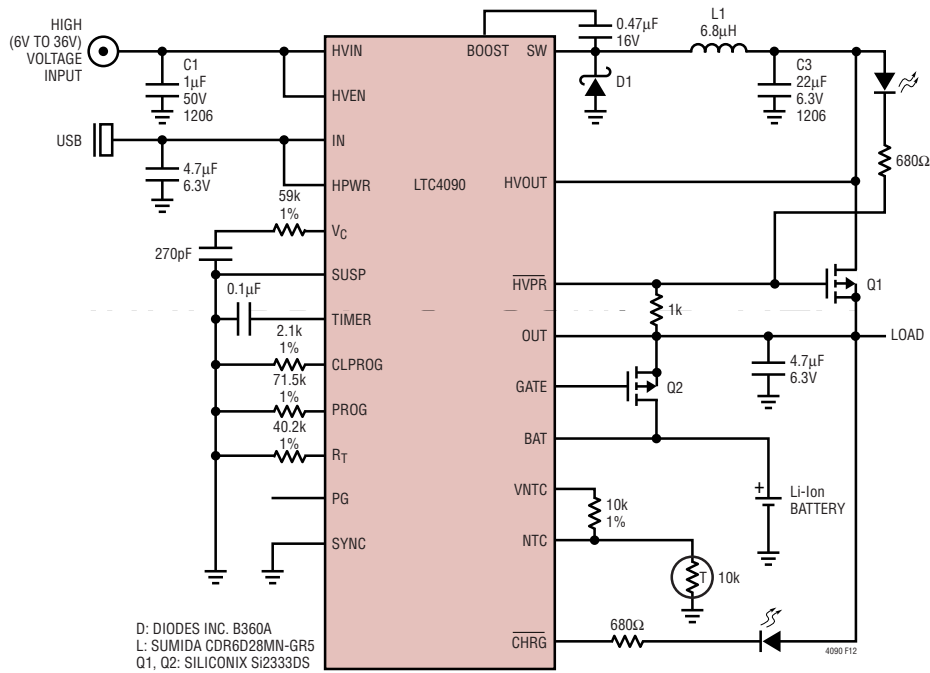 HIGH
(6V TO 36V)
VOLTAGE
INPUT
C1
1µF
50V
1206
USB
4.7µF
6.3V
59k
1%
270pF
0.1µF
2.1k
1%
71.5k
1%
40.2k
1%
HVIN
HVEN
IN
HPWR
VC
SUSP
TIMER
CLPROG
PROG
RT
PG
SYNC
LTC4090
BOOST
SW
HVOUT
HVPR
OUT
GATE
BAT
VNTC
NTC
CHRG
0.47µF
16V
D1
L1
6.8µH
C3
22µF
6.3V
1206
680Ω
Q1
1k
LOAD
4.7µF
6.3V
Q2
+
Li-Ion
BATTERY
10k
1%
T
10k
680Ω
4090 F12
D: DIODES INC. B360A
L: SUMIDA CDR6D28MN-GR5
Q1, Q2: SILICONIX Si2333DS